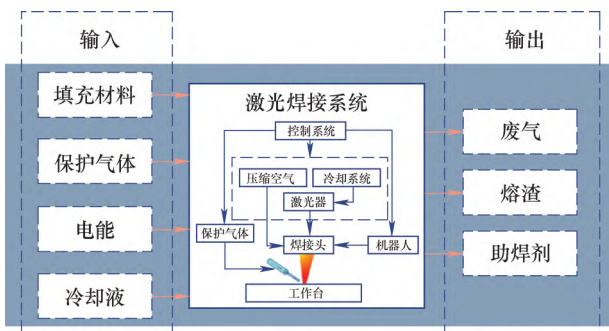 输入
填充材料
保护气体
电能
冷却液
激光焊接系统
控制系统
压缩空气
冷却系统
激光器
保护气体
焊接头
机器人
工作台
输出
废气
熔渣
助焊剂